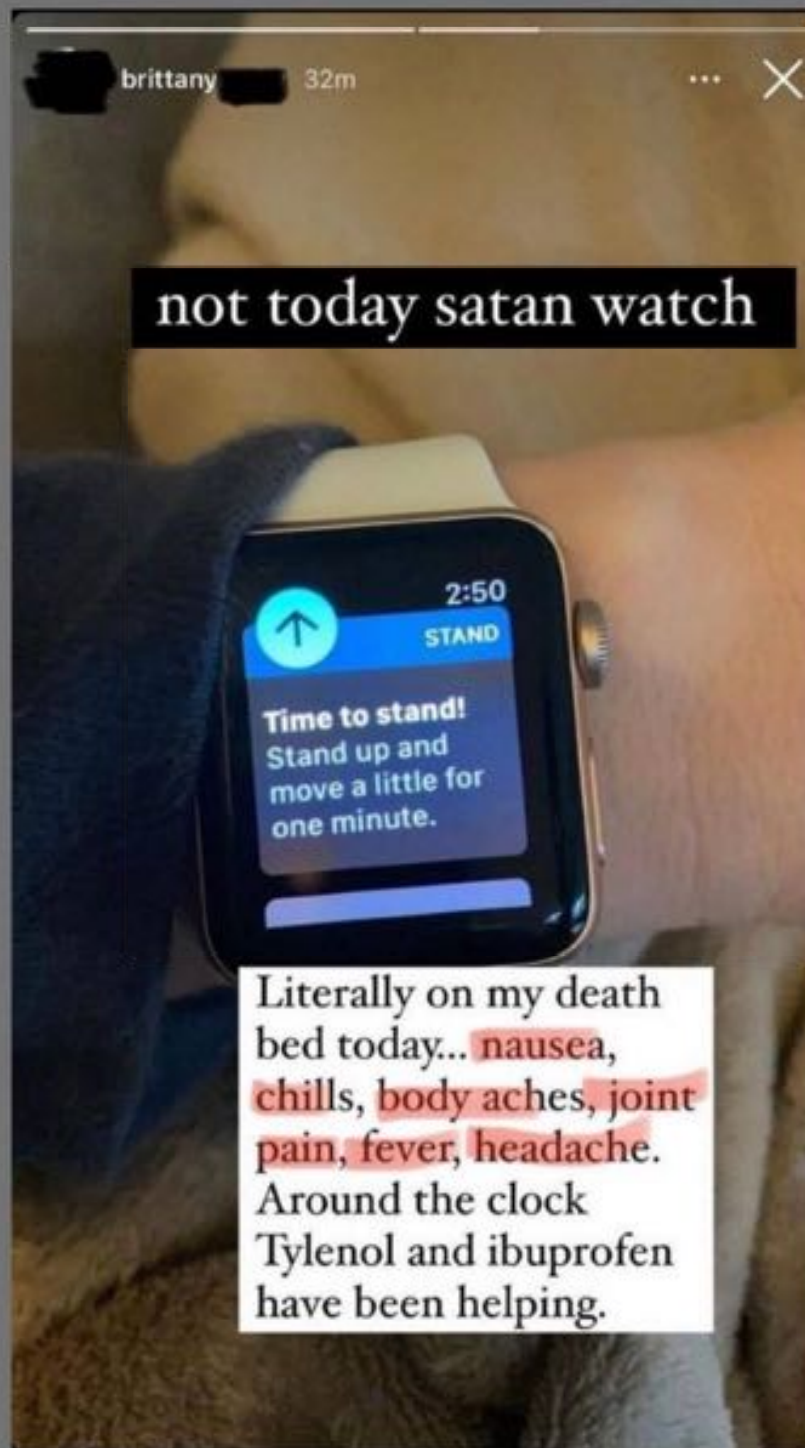 brittany 32m
not today satan watch
2:50
STAND
Time to stand!
Stand up and
move a little for
one minute.
Literally on my death
bed today... nausea,
chills, body aches, joint
pain, fever, headache.
Around the clock
Tylenol and ibuprofen
have been helping.